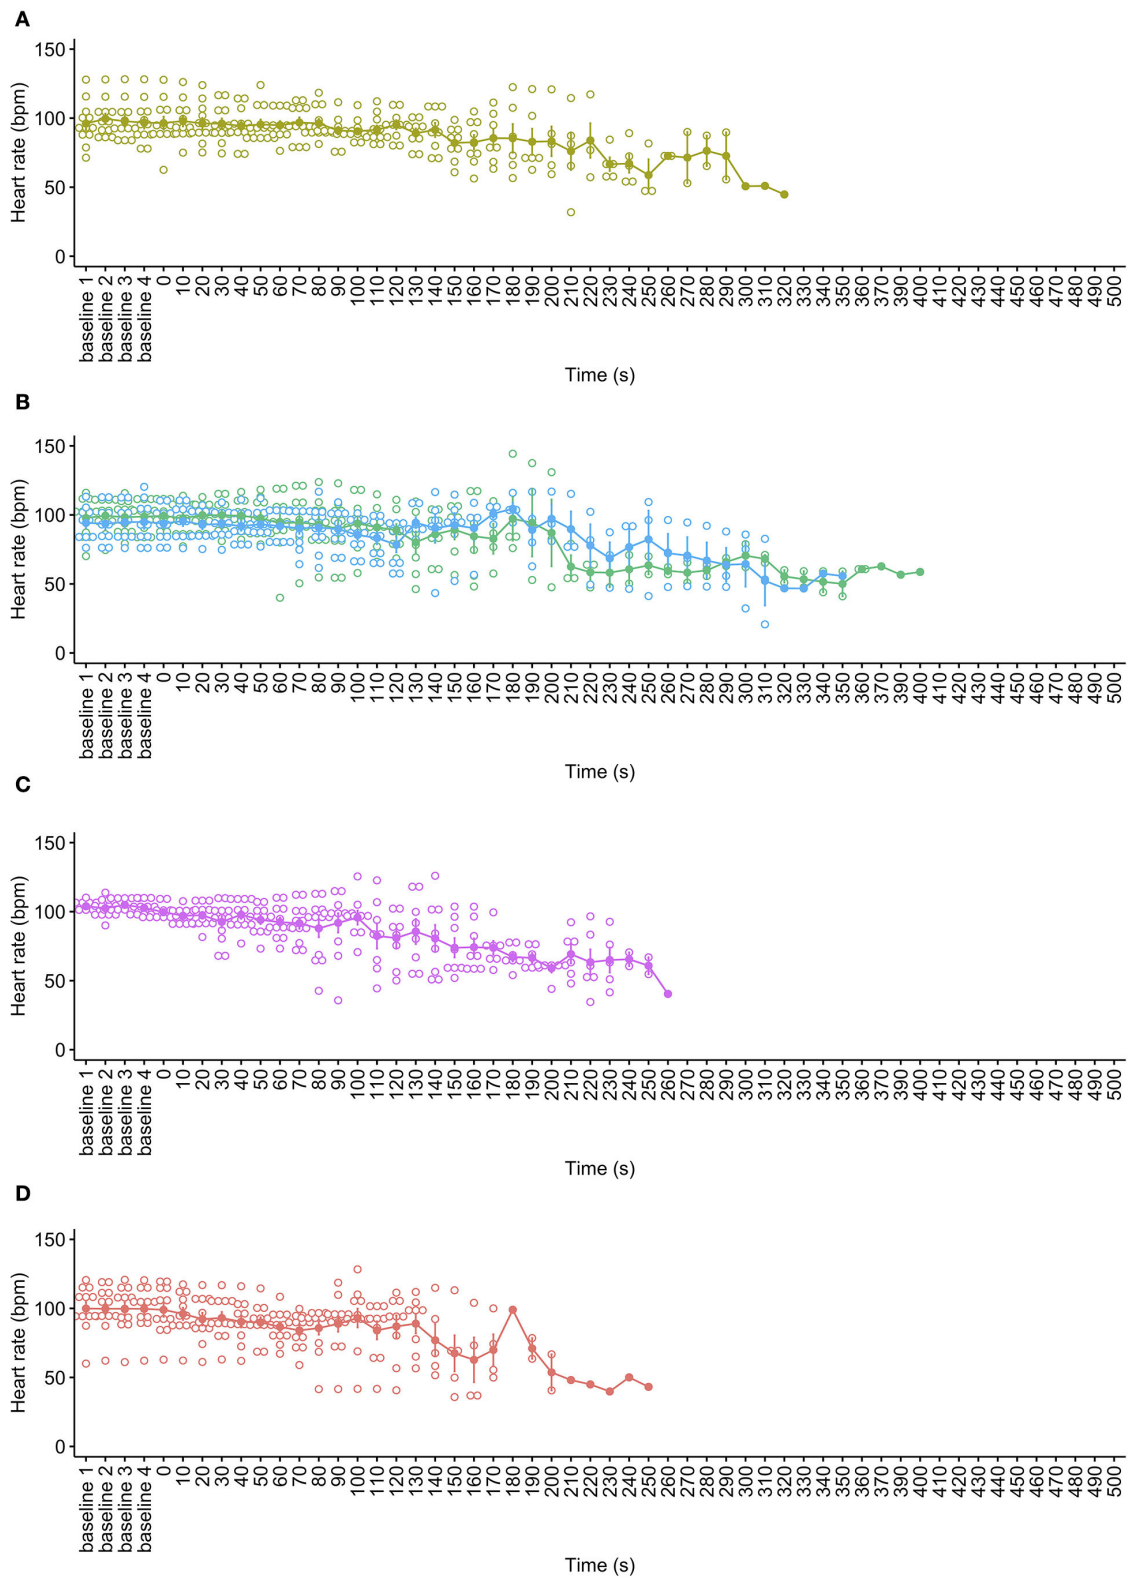 A
Heart rate (bpm)
150
100
50
0
baseline 1 baseline 2 baseline 3 baseline 4 0 10 20 30 40 50 60 70 80 90 100 110 120 130 140 150 160 170 180 190 200 210 220 230 240 250 260 270 280 290 300 310 320 330 340 350 360 370 380 390 400 410 420 430 440 450 460 470 480 490 500
Time (s)
B
Heart rate (bpm)
150
100
50
0
baseline 1 baseline 2 baseline 3 baseline 4 0 10 20 30 40 50 60 70 80 90 100 110 120 130 140 150 160 170 180 190 200 210 220 230 240 250 260 270 280 290 300 310 320 330 340 350 360 370 380 390 400 410 420 430 440 450 460 470 480 490 500
Time (s)
C
Heart rate (bpm)
150
100
50
0
baseline 1 baseline 2 baseline 3 baseline 4 0 10 20 30 40 50 60 70 80 90 100 110 120 130 140 150 160 170 180 190 200 210 220 230 240 250 260 270 280 290 300 310 320 330 340 350 360 370 380 390 400 410 420 430 440 450 460 470 480 490 500
Time (s)
D
Heart rate (bpm)
150
100
50
0
baseline 1 baseline 2 baseline 3 baseline 4 0 10 20 30 40 50 60 70 80 90 100 110 120 130 140 150 160 170 180 190 200 210 220 230 240 250 260 270 280 290 300 310 320 330 340 350 360 370 380 390 400 410 420 430 440 450 460 470 480 490 500
Time (s)